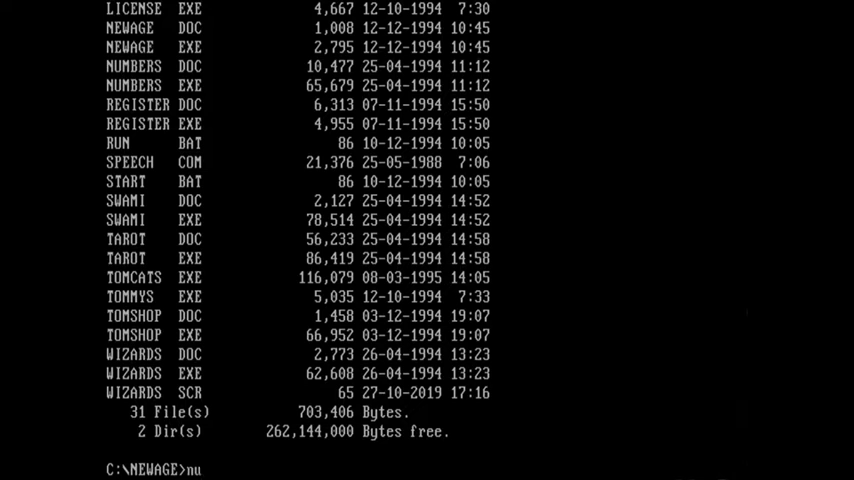 LICENSE  EXE             4,667 12-10-1994  7:30
NEWAGE   DOC             1,008 12-12-1994 10:45
NEWAGE   EXE             2,795 12-12-1994 10:45
NUMBERS  DOC            10,477 25-04-1994 11:12
NUMBERS  EXE            65,679 25-04-1994 11:12
REGISTER DOC             6,313 07-11-1994 15:50
REGISTER EXE             4,955 07-11-1994 15:50
RUN      BAT                86 10-12-1994 10:05
SPEECH   COM            21,376 25-05-1988  7:06
START    BAT                86 10-12-1994 10:05
SWAMI    DOC             2,127 25-04-1994 14:52
SWAMI    EXE            78,514 25-04-1994 14:52
TAROT    DOC            56,233 25-04-1994 14:58
TAROT    EXE            86,419 25-04-1994 14:58
TOMCATS  EXE           116,079 08-03-1995 14:05
TOMMYS   EXE             5,035 12-10-1994  7:33
TOMSHOP  DOC             1,458 03-12-1994 19:07
TOMSHOP  EXE            66,952 03-12-1994 19:07
WIZARDS  DOC             2,773 26-04-1994 13:23
WIZARDS  EXE            62,608 26-04-1994 13:23
WIZARDS  SCR                65 27-10-2019 17:16
   31 File(s)           703,406 Bytes.
    2 Dir(s)        262,144,000 Bytes free.
C:\NEWAGE>nu